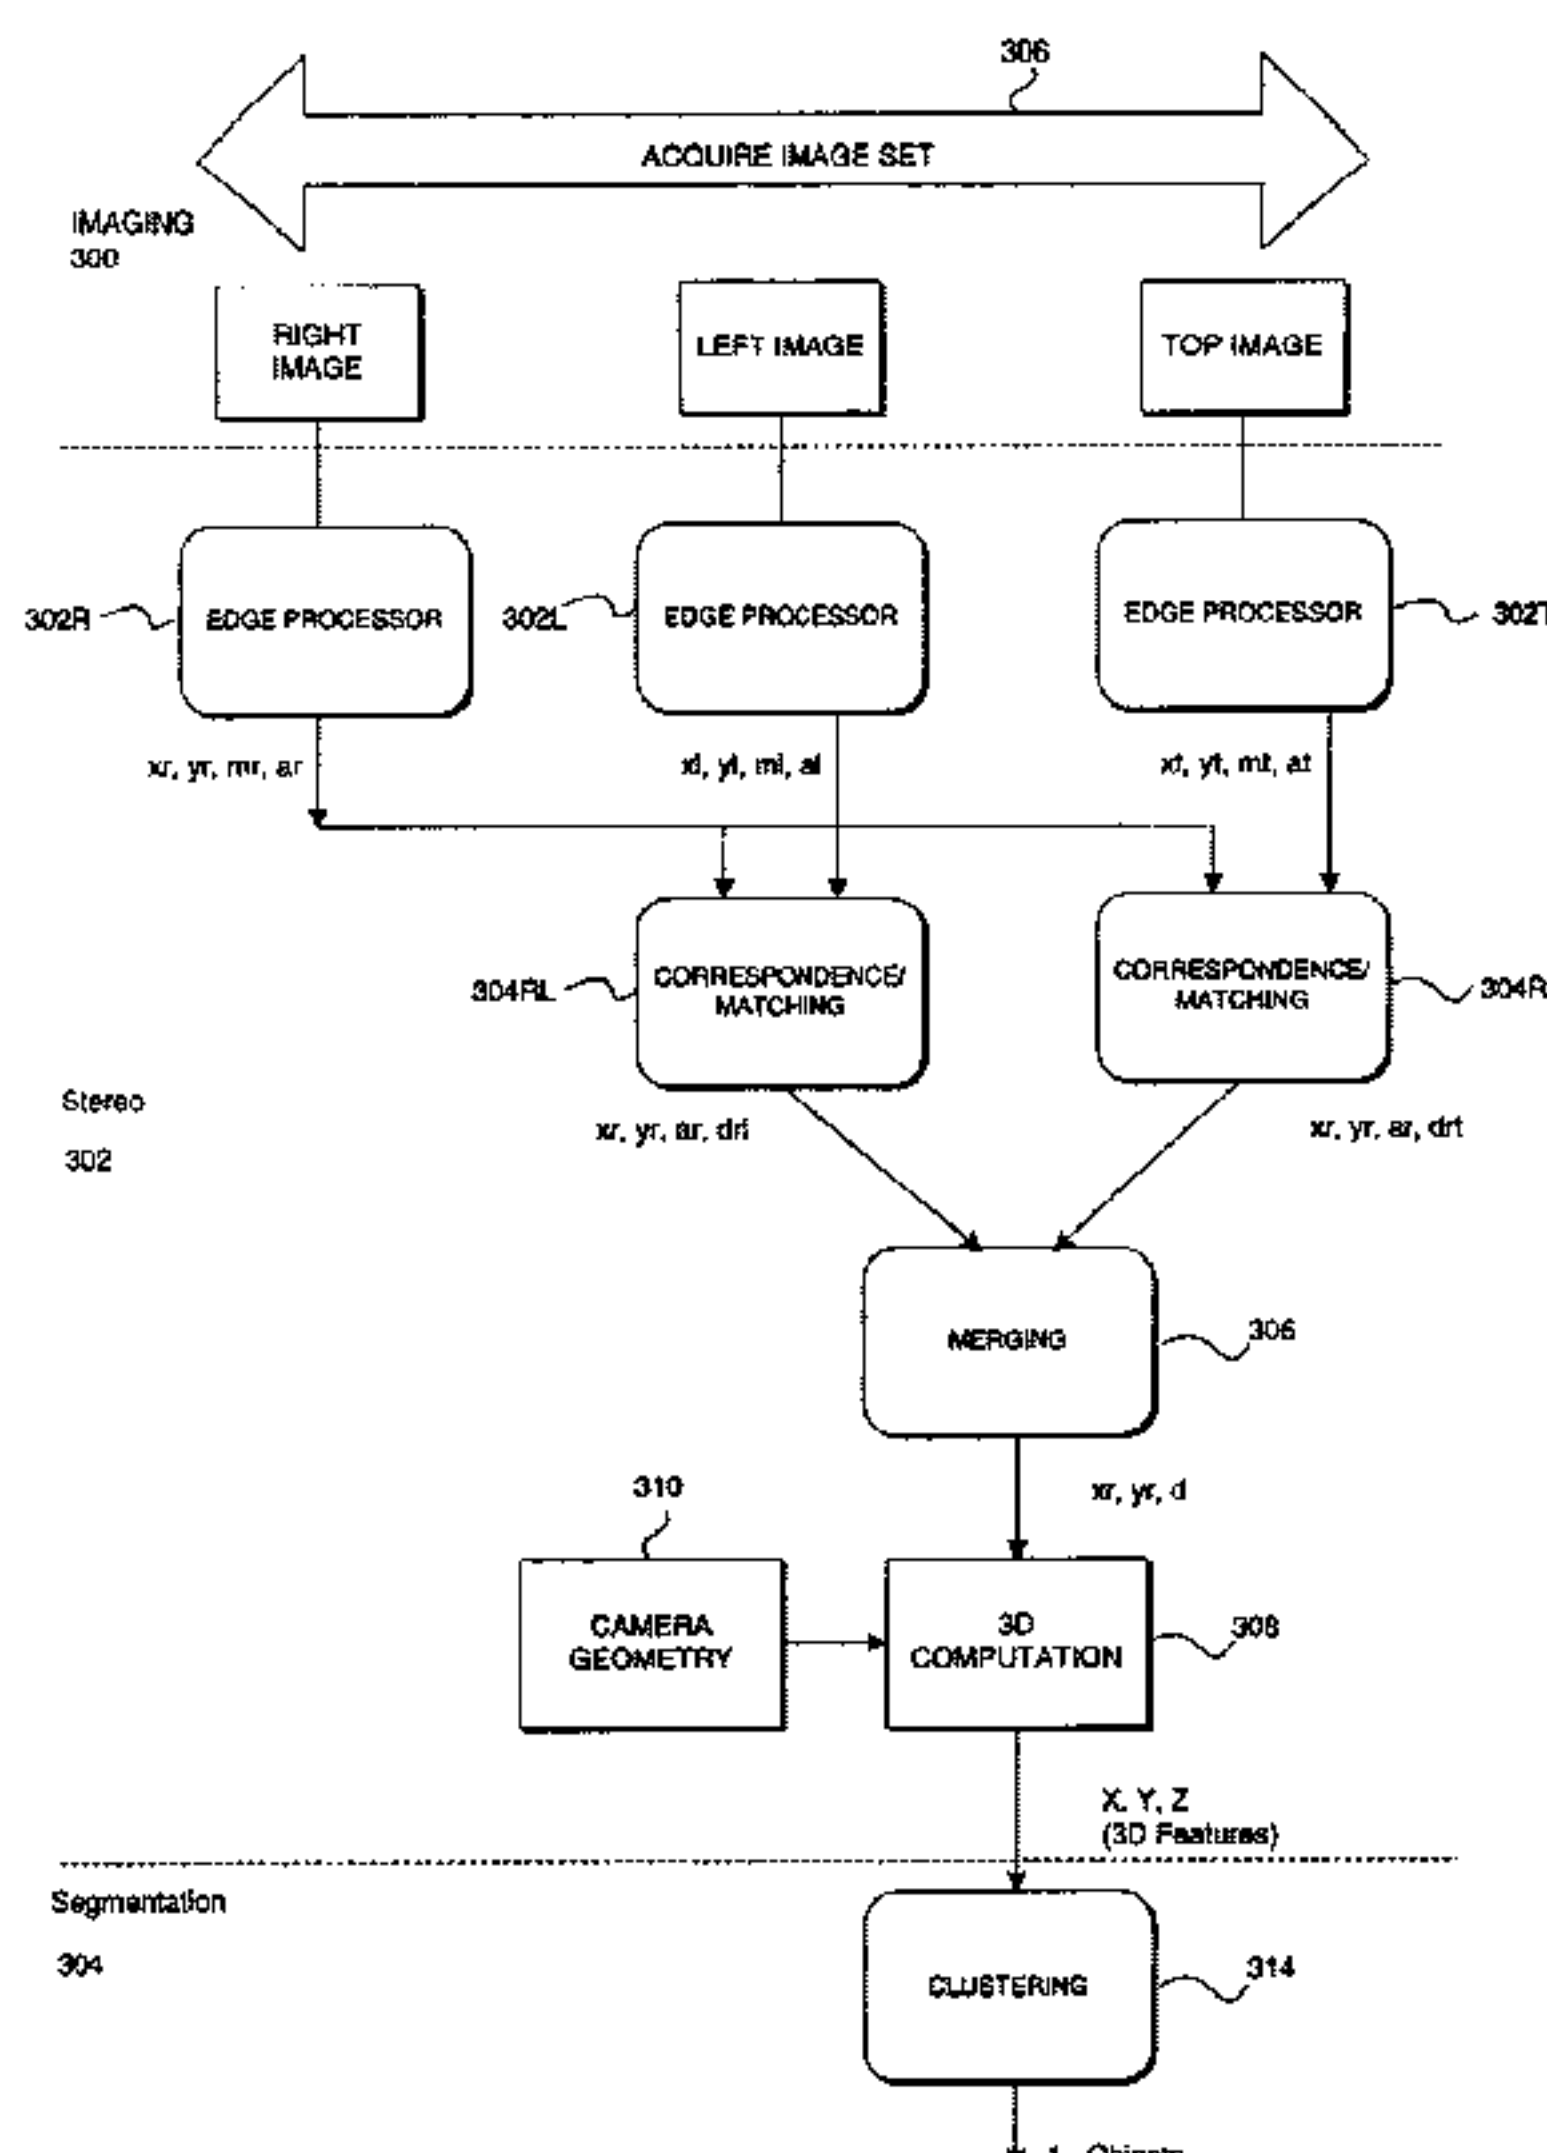 306
ACQUIRE IMAGE SET
IMAGING
300
RIGHT
IMAGE
LEFT IMAGE
TOP IMAGE
302R
EDGE PROCESSOR
302L
EDGE PROCESSOR
EDGE PROCESSOR
302T
xr, yr, mr, ar
xl, yl, ml, al
xt, yt, mt, at
304RL
CORRESPONDENCE/
MATCHING
CORRESPONDENCE/
MATCHING
304R
Stereo
302
xr, yr, ar, drl
xr, yr, ar, drt
MERGING
306
xr, yr, d
310
CAMERA
GEOMETRY
3D
COMPUTATION
308
X, Y, Z
(3D Features)
Segmentation
304
CLUSTERING
314
Objects